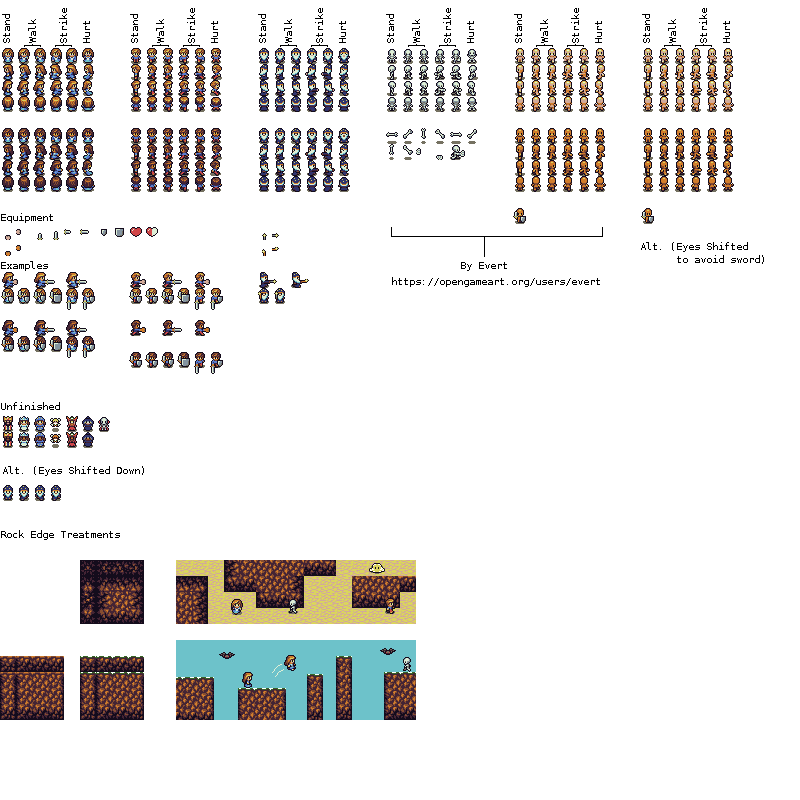 Stand Walk Strike Hurt
Stand Walk Strike Hurt
Stand Walk Strike Hurt
Stand Walk Strike Hurt
Stand Walk Strike Hurt
Stand Walk Strike Hurt
Equipment
Alt. (Eyes Shifted
to avoid sword)
Examples
By Evert
https://opengameart.org/users/evert
Unfinished
Alt. (Eyes Shifted Down)
Rock Edge Treatments